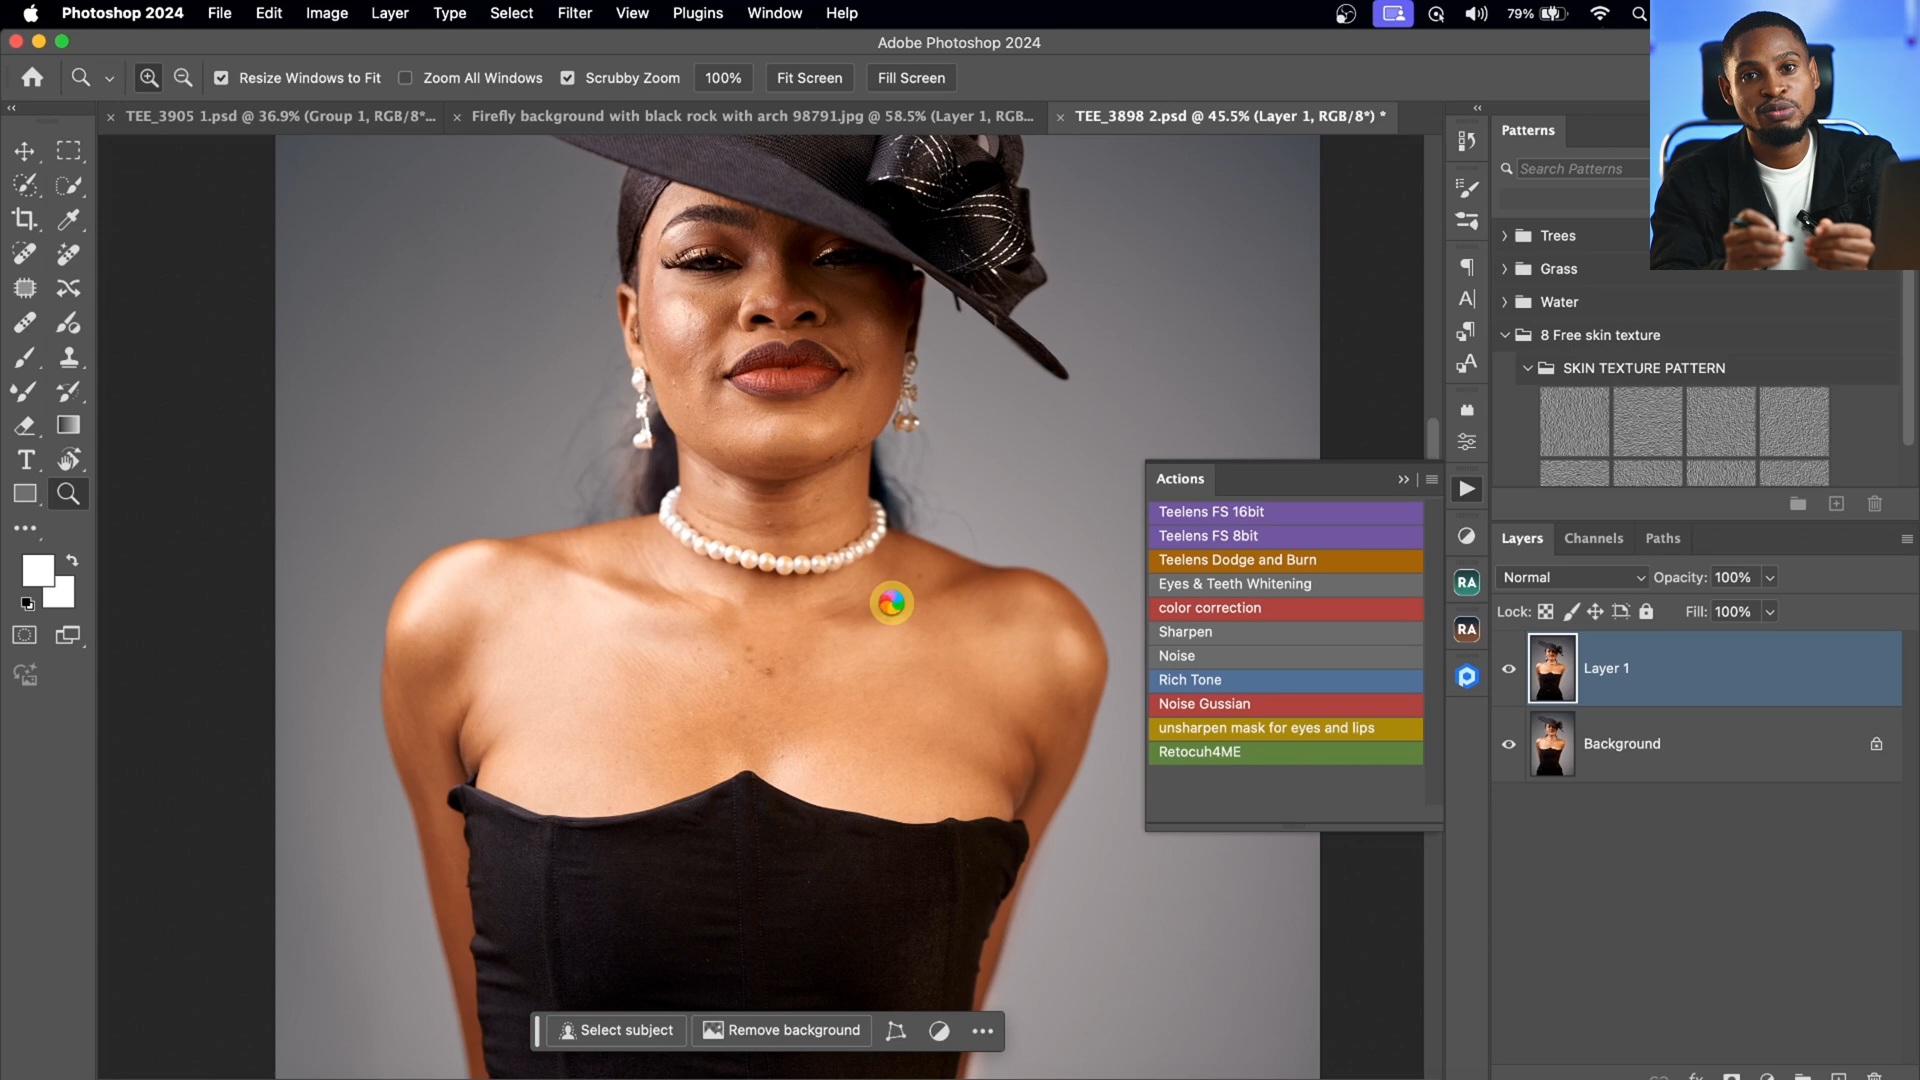 Photoshop 2024 File Edit Image Layer Type Select Filter View Plugins Window Help 79%
Adobe Photoshop 2024
Resize Windows to Fit Zoom All Windows Scrubby Zoom 100% Fit Screen Fill Screen
TEE_3905 1.psd @ 36.9% (Group 1, RGB/8*... Firefly background with black rock with arch 98791.jpg @ 58.5% (Layer 1, RGB... TEE_3898 2.psd @ 45.5% (Layer 1, RGB/8*) *
Patterns
Search Patterns
Trees
Grass
Water
8 Free skin texture
SKIN TEXTURE PATTERN
Actions
Teelens FS 16bit
Teelens FS 8bit
Teelens Dodge and Burn
Eyes & Teeth Whitening
color correction
Sharpen
Noise
Rich Tone
Noise Gussian
unsharpen mask for eyes and lips
Retocuh4ME
RA
RA
Layers Channels Paths
Normal Opacity: 100%
Lock: Fill: 100%
Layer 1
Background
Select subject Remove background